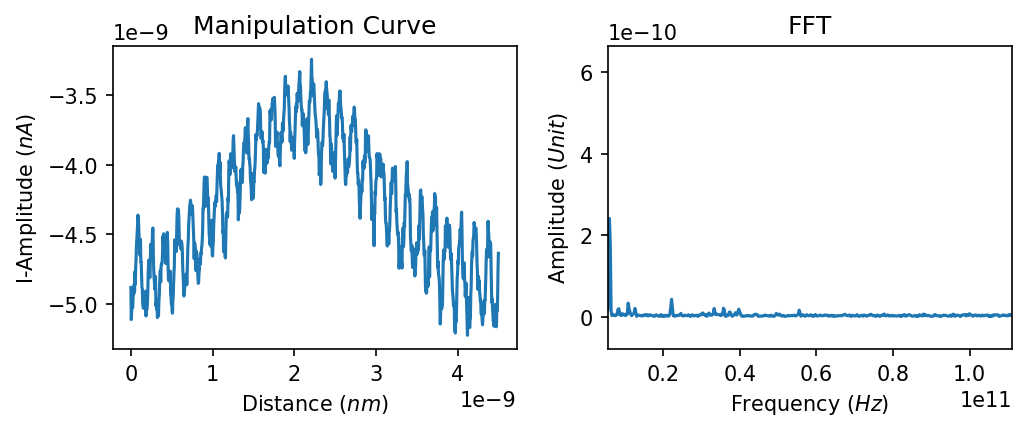 Manipulation Curve
1e−9
I-Amplitude (nA)
−3.5
−4.0
−4.5
−5.0
0 1 2 3 4
Distance (nm)
1e−9
FFT
1e−10
Amplitude (Unit)
6
4
2
0
0.2 0.4 0.6 0.8 1.0
Frequency (Hz)
1e11